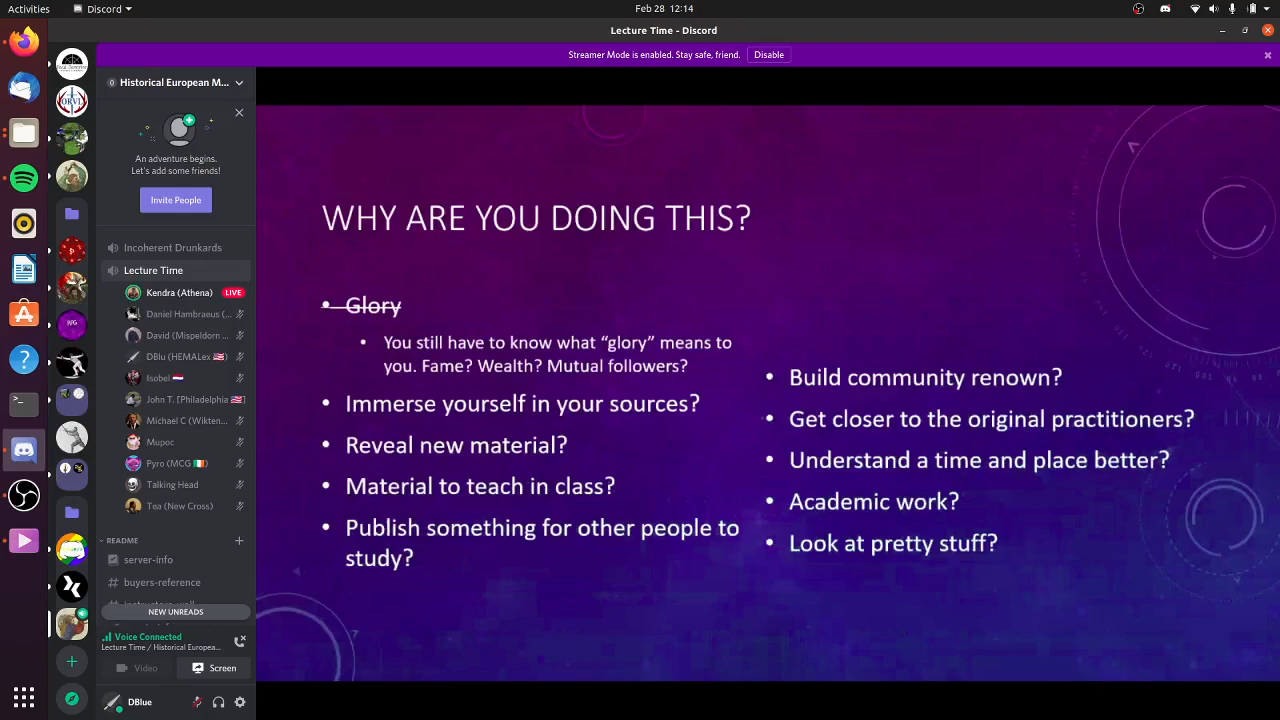 Activities
Discord
Feb 28 12:14
Lecture Time - Discord
Streamer Mode is enabled. Stay safe, friend.
Disable
ORVL
Historical European M...
An adventure begins.
Let's add some friends!
Invite People
Incoherent Drunkards
Lecture Time
Kendra (Athena) LIVE
Daniel Hambraeus (...
David (Mispeldorn ...
DBlu (HEMALex )
Isobel
John T. [Philadelphia
Michael C (Wikten...
Mupoc
Pyro (MCG )
Talking Head
Tea (New Cross)
README
server-info
buyers-reference
NEW UNREADS
Voice Connected
Lecture Time / Historical Europea...
Video
Screen
DBlue
WHY ARE YOU DOING THIS?
• Glory
• You still have to know what “glory” means to
you. Fame? Wealth? Mutual followers?
• Immerse yourself in your sources?
• Reveal new material?
• Material to teach in class?
• Publish something for other people to
study?
• Build community renown?
• Get closer to the original practitioners?
• Understand a time and place better?
• Academic work?
• Look at pretty stuff?